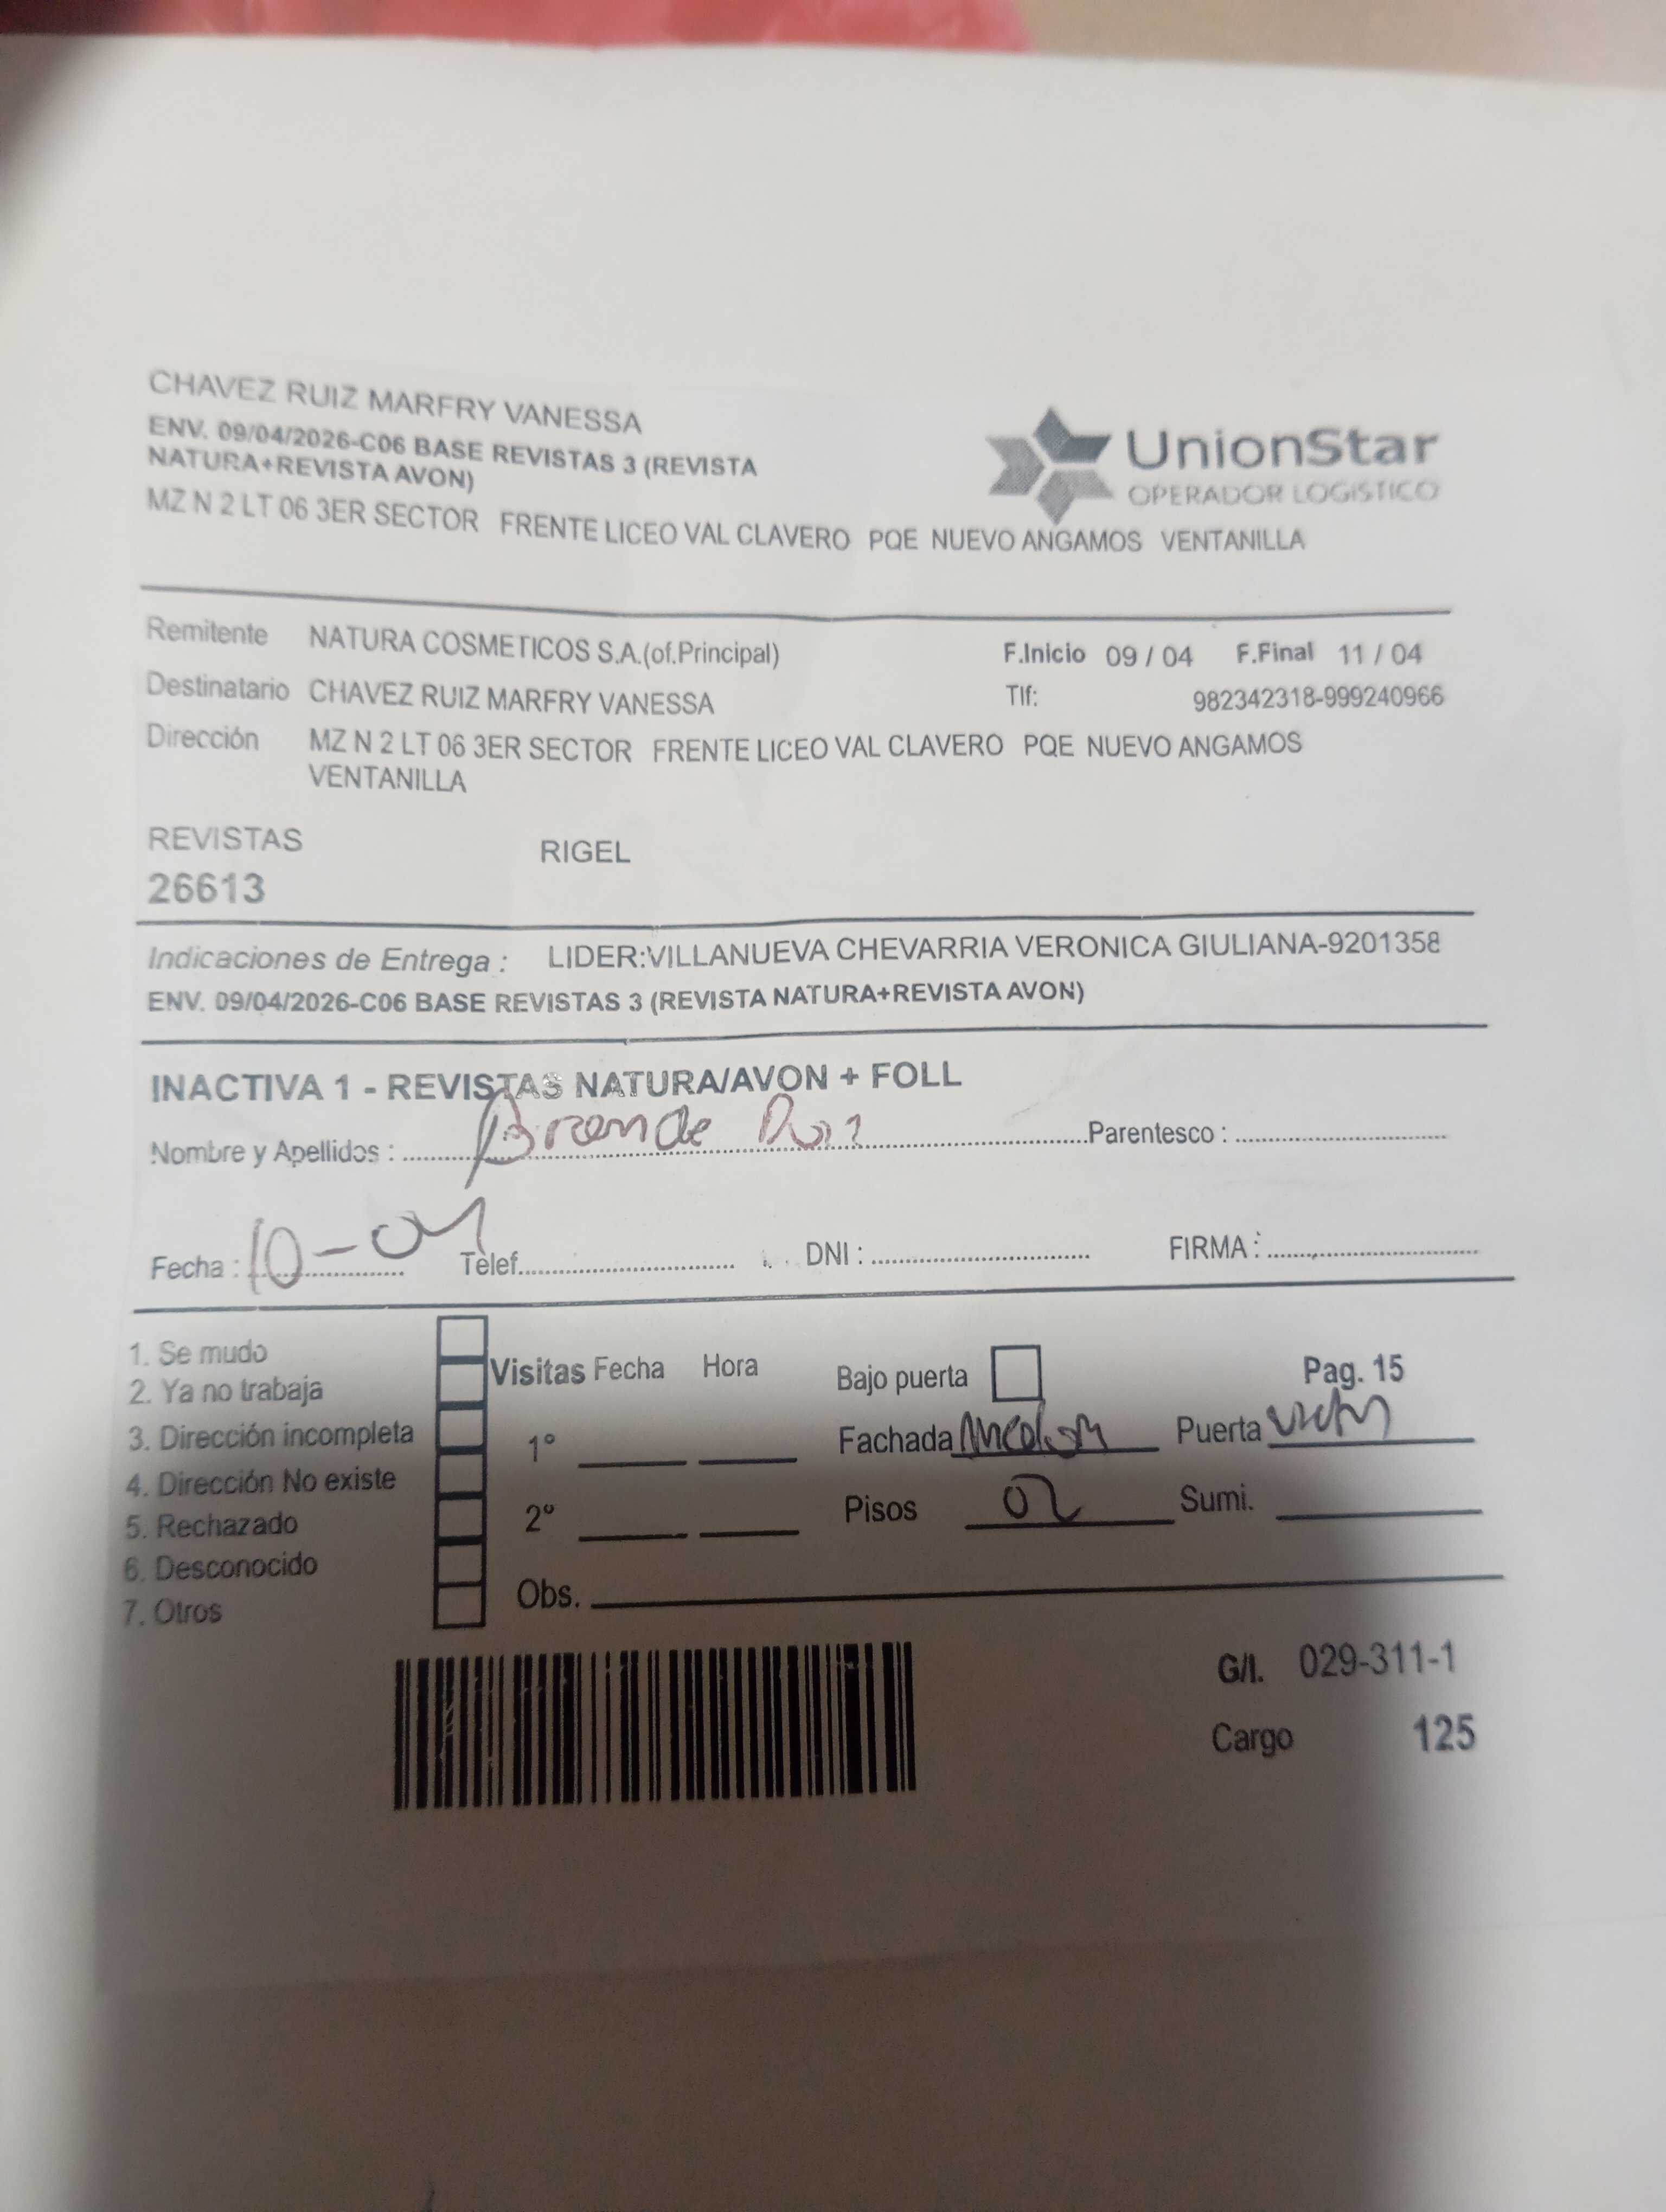 CHAVEZ RUIZ MARFRY VANESSA
ENV. 09/04/2026-C06 BASE REVISTAS 3 (REVISTA
NATURA+REVISTA AVON)
MZ N 2 LT 06 3ER SECTOR FRENTE LICEO VAL CLAVERO PQE NUEVO ANGAMOS VENTANILLA
UnionStar
OPERADOR LOGISTICO
Remitente NATURA COSMETICOS S.A.(of.Principal) F.Inicio 09 / 04 F.Final 11 / 04
Destinatario CHAVEZ RUIZ MARFRY VANESSA Tlf: 982342318-999240966
Dirección MZ N 2 LT 06 3ER SECTOR FRENTE LICEO VAL CLAVERO PQE NUEVO ANGAMOS
VENTANILLA
REVISTAS RIGEL
26613
Indicaciones de Entrega : LIDER:VILLANUEVA CHEVARRIA VERONICA GIULIANA-9201358
ENV. 09/04/2026-C06 BASE REVISTAS 3 (REVISTA NATURA+REVISTA AVON)
INACTIVA 1 - REVISTAS NATURA/AVON + FOLL
Nombre y Apellidos : Parentesco :
Fecha : 10-04 Telef. DNI : FIRMA :
1. Se mudo
2. Ya no trabaja
3. Dirección incompleta
4. Dirección No existe
5. Rechazado
6. Desconocido
7. Otros
Visitas Fecha Hora Bajo puerta Pag. 15
1° Fachada Puerta
2° Pisos 02 Sumi.
Obs.
G/I. 029-311-1
Cargo 125